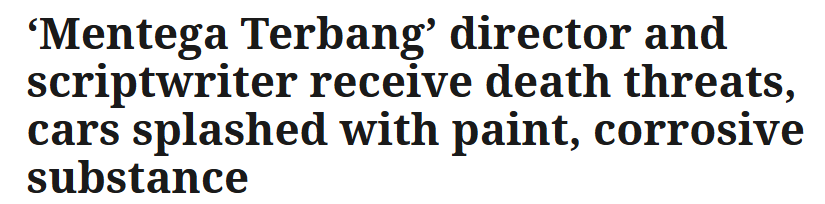 ‘Mentega Terbang’ director and
scriptwriter receive death threats,
cars splashed with paint, corrosive
substance